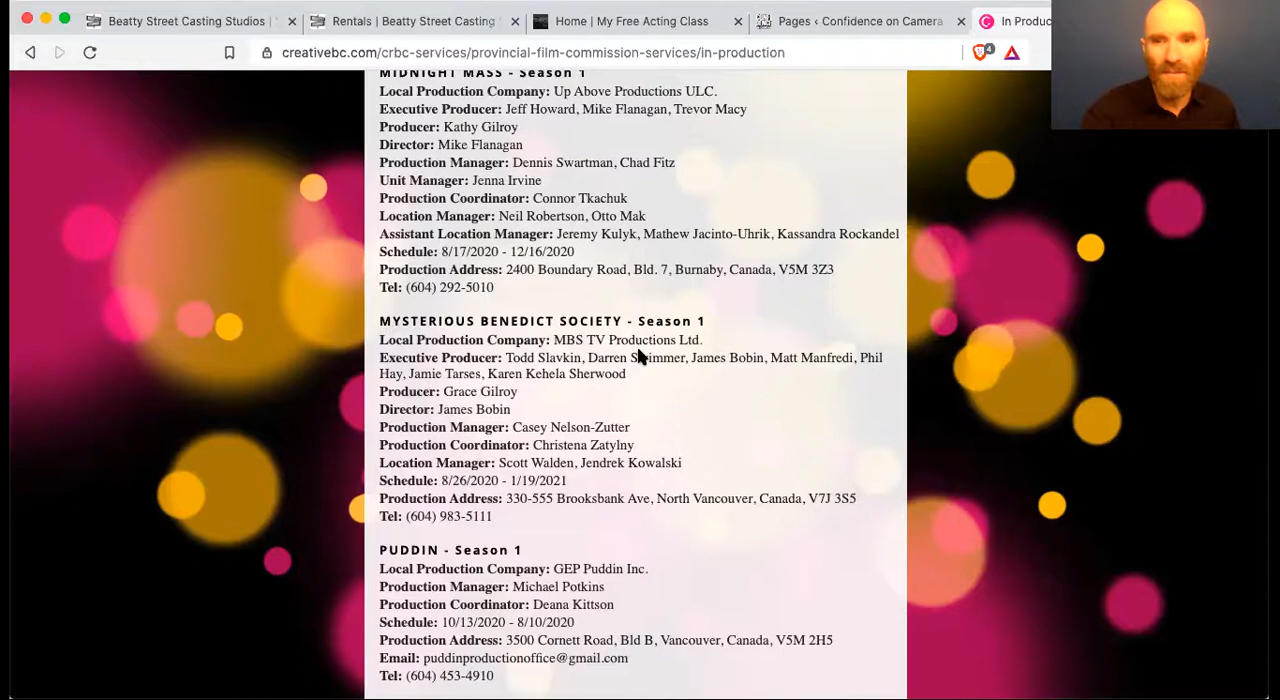 Beatty Street Casting Studios |
Rentals | Beatty Street Casting
Home | My Free Acting Class
Pages ‹ Confidence on Camera
In Produc
creativebc.com/crbc-services/provincial-film-commission-services/in-production
4
MIDNIGHT MASS - Season 1
Local Production Company: Up Above Productions ULC.
Executive Producer: Jeff Howard, Mike Flanagan, Trevor Macy
Producer: Kathy Gilroy
Director: Mike Flanagan
Production Manager: Dennis Swartman, Chad Fitz
Unit Manager: Jenna Irvine
Production Coordinator: Connor Tkachuk
Location Manager: Neil Robertson, Otto Mak
Assistant Location Manager: Jeremy Kulyk, Mathew Jacinto-Uhrik, Kassandra Rockandel
Schedule: 8/17/2020 - 12/16/2020
Production Address: 2400 Boundary Road, Bld. 7, Burnaby, Canada, V5M 3Z3
Tel: (604) 292-5010
MYSTERIOUS BENEDICT SOCIETY - Season 1
Local Production Company: MBS TV Productions Ltd.
Executive Producer: Todd Slavkin, Darren James Bobin, Matt Manfredi, Phil
Hay, Jamie Tarses, Karen Kehela Sherwood
Producer: Grace Gilroy
Director: James Bobin
Production Manager: Casey Nelson-Zutter
Production Coordinator: Christena Zatylny
Location Manager: Scott Walden, Jendrek Kowalski
Schedule: 8/26/2020 - 1/19/2021
Production Address: 330-555 Brooksbank Ave, North Vancouver, Canada, V7J 3S5
Tel: (604) 983-5111
PUDDIN - Season 1
Local Production Company: GEP Puddin Inc.
Production Manager: Michael Potkins
Production Coordinator: Deana Kittson
Schedule: 10/13/2020 - 8/10/2020
Production Address: 3500 Cornett Road, Bld B, Vancouver, Canada, V5M 2H5
Email: puddinproductionoffice@gmail.com
Tel: (604) 453-4910